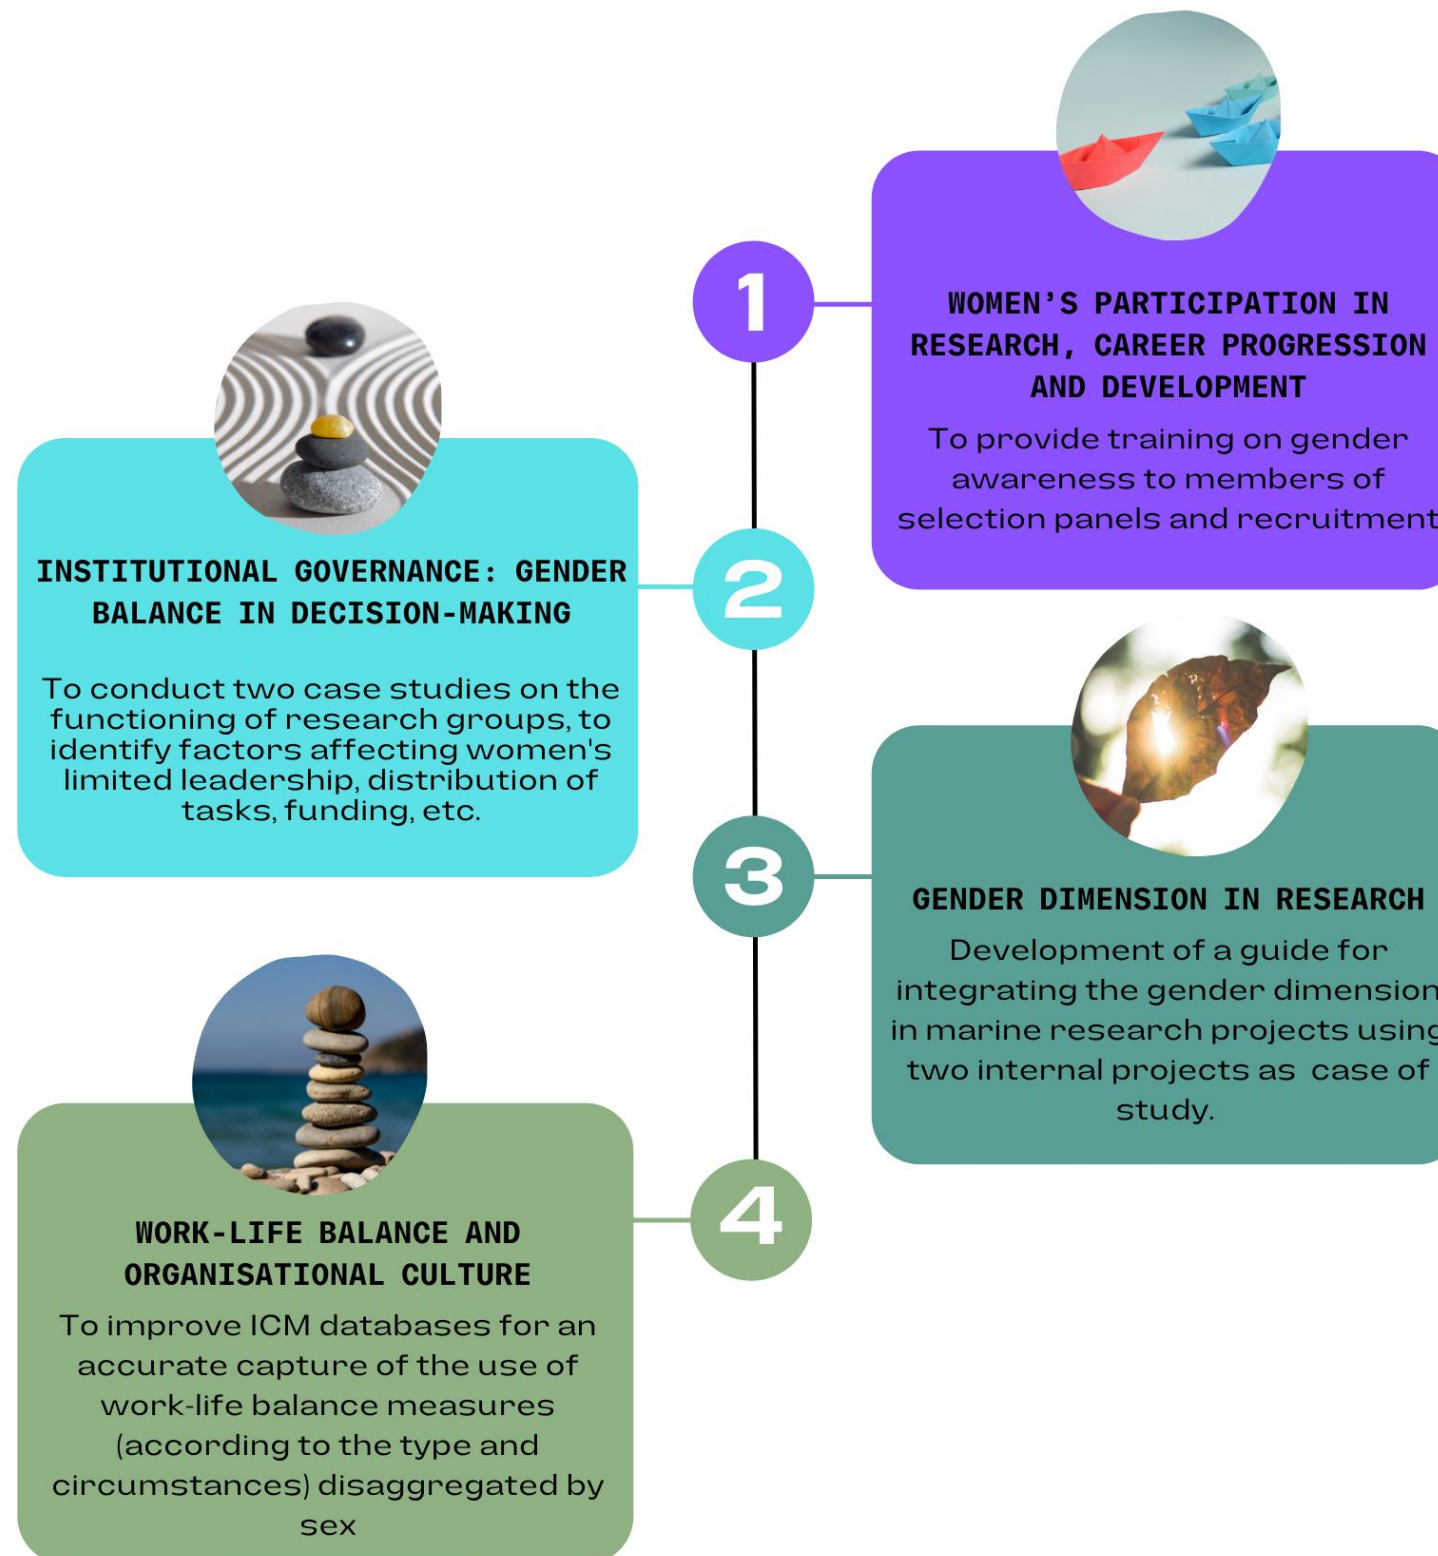 1
WOMEN'S PARTICIPATION IN
RESEARCH, CAREER PROGRESSION
AND DEVELOPMENT
To provide training on gender
awareness to members of
selection panels and recruitment
2
INSTITUTIONAL GOVERNANCE: GENDER
BALANCE IN DECISION-MAKING
To conduct two case studies on the
functioning of research groups, to
identify factors affecting women's
limited leadership, distribution of
tasks, funding, etc.
3
GENDER DIMENSION IN RESEARCH
Development of a guide for
integrating the gender dimension
in marine research projects using
two internal projects as  case of
study.
4
WORK-LIFE BALANCE AND
ORGANISATIONAL CULTURE
To improve ICM databases for an
accurate capture of the use of
work-life balance measures
(according to the type and
circumstances) disaggregated by
sex